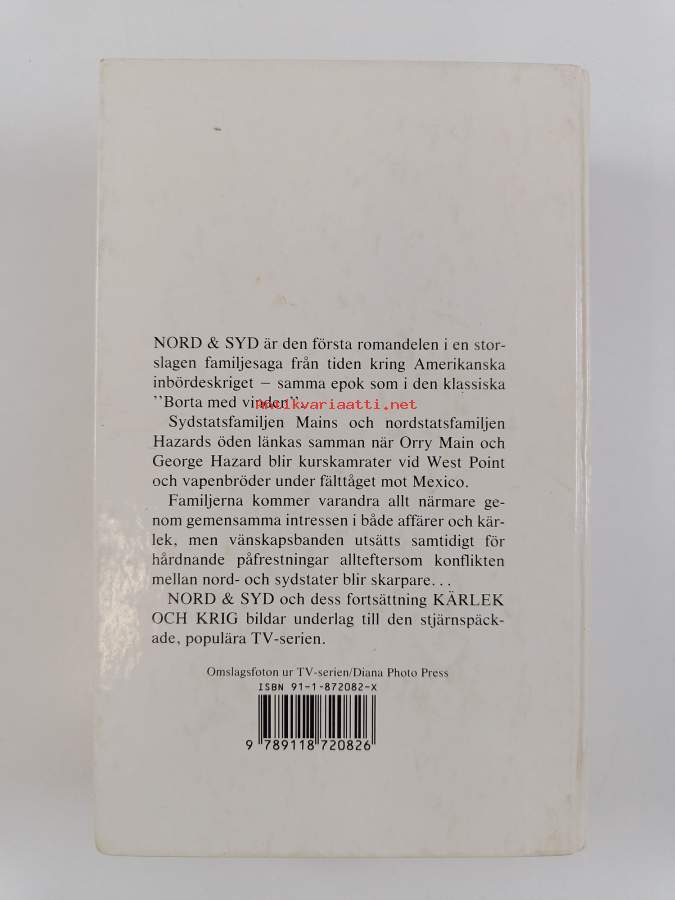 NORD & SYD är den första romandelen i en stor-
slagen familjesaga från tiden kring Amerikanska
inbördeskriget – samma epok som i den klassiska
"Borta med vinden".
antikvariaatti.net
Sydstatsfamiljen Mains och nordstatsfamiljen
Hazards öden länkas samman när Orry Main och
George Hazard blir kurskamrater vid West Point
och vapenbröder under fälttåget mot Mexico.
Familjerna kommer varandra allt närmare ge-
nom gemensamma intressen i både affärer och kär-
lek, men vänskapsbanden utsätts samtidigt för
hårdnande påfrestningar allteftersom konflikten
mellan nord- och sydstater blir skarpare...
NORD & SYD och dess fortsättning KÄRLEK
OCH KRIG bildar underlag till den stjärnspäck-
ade, populära TV-serien.
Omslagsfoton ur TV-serien/Diana Photo Press
ISBN 91-1-872082-X
9 789118 720826